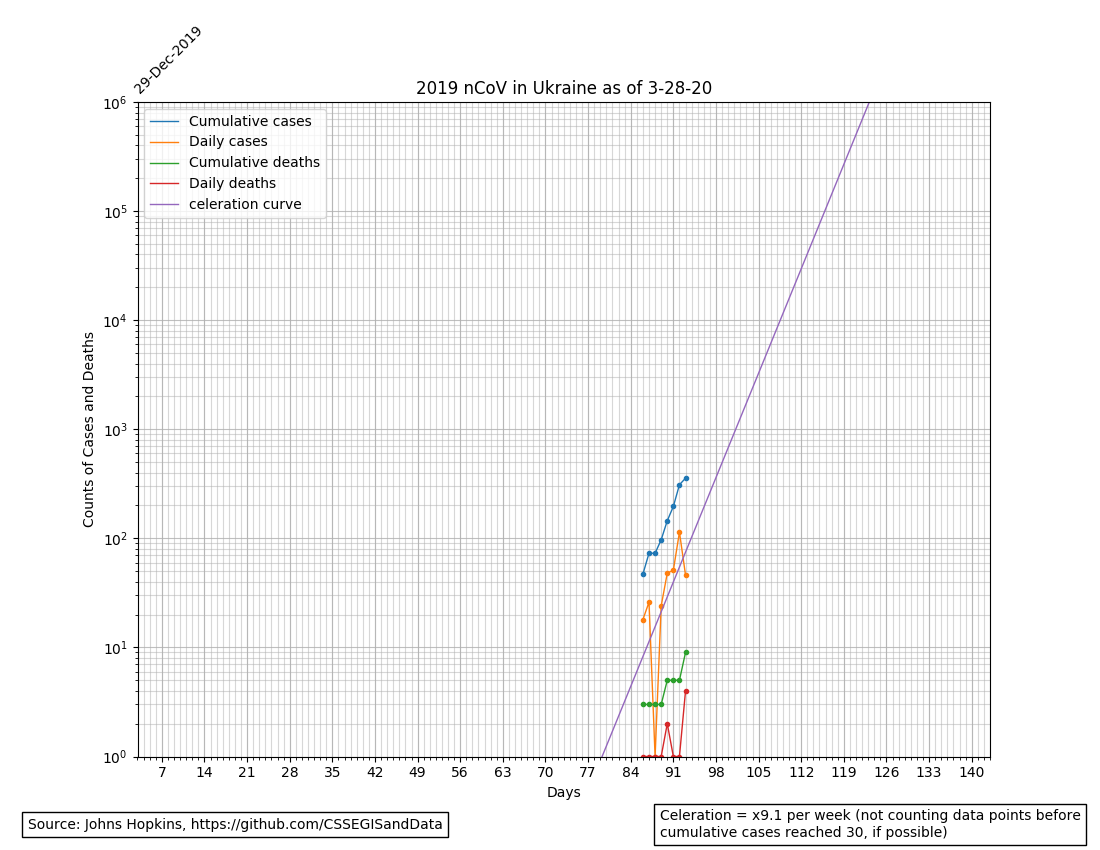 29-Dec-2019
2019 nCoV in Ukraine as of 3-28-20
Cumulative cases
Daily cases
Cumulative deaths
Daily deaths
celeration curve
10^6
10^5
10^4
10^3
10^2
10^1
10^0
Counts of Cases and Deaths
7 14 21 28 35 42 49 56 63 70 77 84 91 98 105 112 119 126 133 140
Days
Source: Johns Hopkins, https://github.com/CSSEGISandData
Celeration = x9.1 per week (not counting data points before
cumulative cases reached 30, if possible)